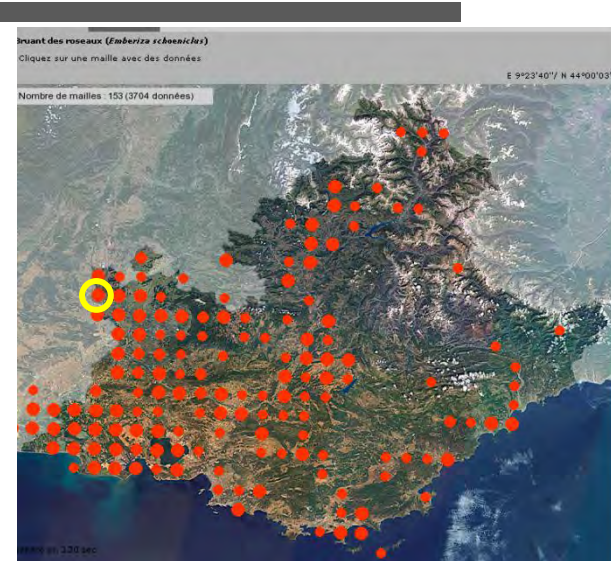 Bruant des roseaux (Emberiza schoeniclus)
Cliquez sur une maille avec des données
E 9°23'40"/ N 44°00'03"
Nombre de mailles : 153 (3704 données)
sec